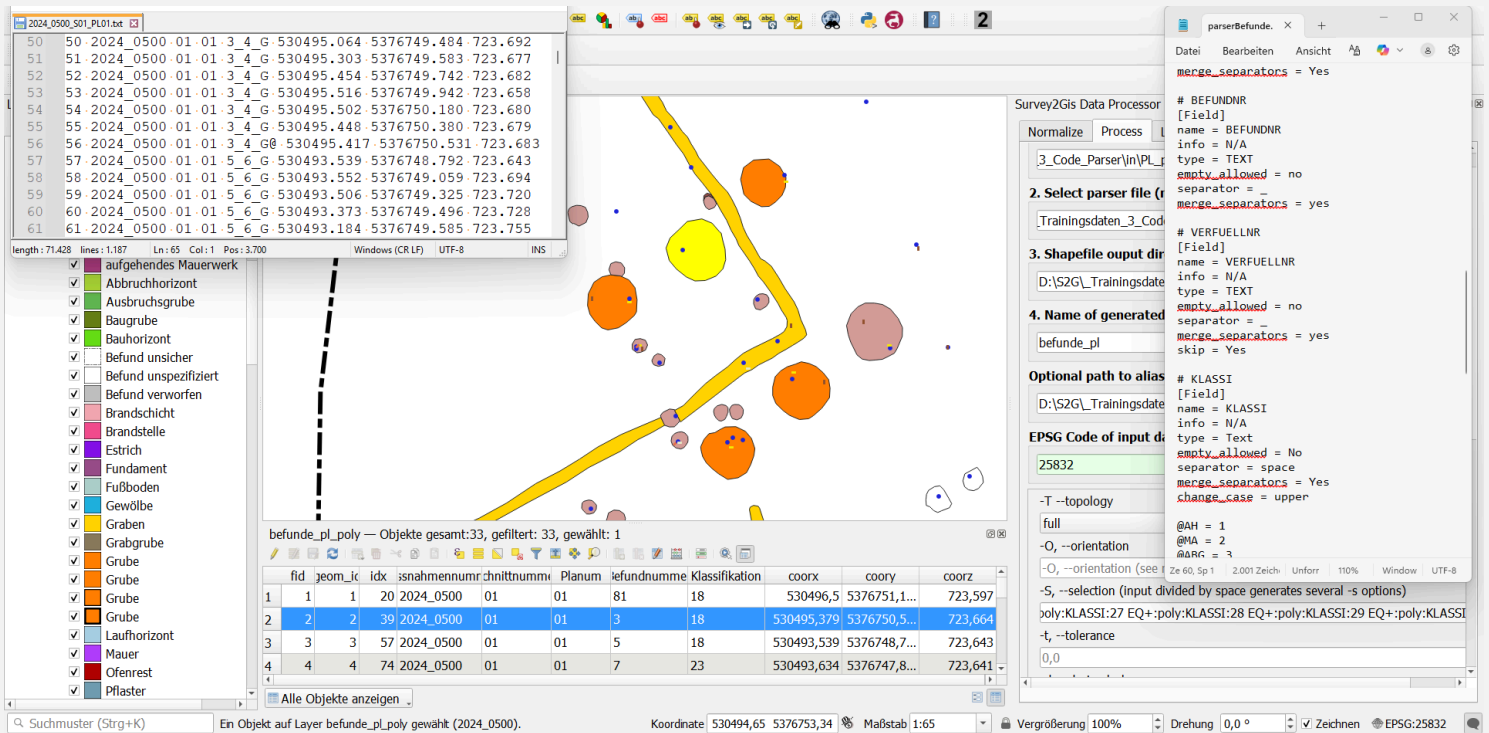 2024_0500_S01_PL01.txt
50 50·2024_0500·01·01·3_4_G·530495.064·5376749.484·723.692
51 51·2024_0500·01·01·3_4_G·530495.303·5376749.583·723.677
52 52·2024_0500·01·01·3_4_G·530495.454·5376749.742·723.682
53 53·2024_0500·01·01·3_4_G·530495.516·5376749.942·723.658
54 54·2024_0500·01·01·3_4_G·530495.502·5376750.180·723.680
55 55·2024_0500·01·01·3_4_G·530495.448·5376750.380·723.679
56 56·2024_0500·01·01·3_4_G@·530495.417·5376750.531·723.683
57 57·2024_0500·01·01·5_6_G·530493.539·5376748.792·723.643
58 58·2024_0500·01·01·5_6_G·530493.552·5376749.059·723.694
59 59·2024_0500·01·01·5_6_G·530493.506·5376749.325·723.720
60 60·2024_0500·01·01·5_6_G·530493.373·5376749.496·723.728
61 61·2024_0500·01·01·5_6_G·530493.184·5376749.585·723.755
length : 71.428 lines : 1.187 Ln : 65 Col : 1 Pos : 3.700 Windows (CR LF) UTF-8 INS
abc abc abc abc abc abc abc abc ? 2
aufgehendes Mauerwerk
Abbruchhorizont
Ausbruchsgrube
Baugrube
Bauhorizont
Befund unsicher
Befund unspezifiziert
Befund verworfen
Brandschicht
Brandstelle
Estrich
Fundament
Fußboden
Gewölbe
Graben
Grabgrube
Grube
Grube
Grube
Grube
Laufhorizont
Mauer
Ofenrest
Pflaster
befunde_pl_poly — Objekte gesamt:33, gefiltert: 33, gewählt: 1
fid geom_ic idx ssnahmennumr chnittnumme Planum Befundnumme Klassifikation coorx coory coorz
1 1 1 20 2024_0500 01 01 81 18 530496,5 5376751,1... 723,597
2 2 2 39 2024_0500 01 01 3 18 530495,379 5376750,5... 723,664
3 3 3 57 2024_0500 01 01 5 18 530493,539 5376748,7... 723,643
4 4 4 74 2024_0500 01 01 7 23 530493,634 5376747,8... 723,641
Alle Objekte anzeigen
Survey2Gis Data Processor
Normalize Process L
_3_Code_Parser\in\PL_p
2. Select parser file (r
_Trainingsdaten_3_Cod
3. Shapefile ouput dir
D:\S2G\_Trainingsdate
4. Name of generated
befunde_pl
Optional path to alias
D:\S2G\_Trainingsdate
EPSG Code of input da
25832
-T --topology
full
-O, --orientation
-O, --orientation (see r
-S, --selection (input divided by space generates several -s options)
poly:KLASSI:27 EQ+:poly:KLASSI:28 EQ+:poly:KLASSI:29 EQ+:poly:KLASSI
-t, --tolerance
0,0
parserBefunde.
Datei Bearbeiten Ansicht
merge_separators = Yes
# BEFUNDNR
[Field]
name = BEFUNDNR
info = N/A
type = TEXT
empty_allowed = no
separator = _
merge_separators = yes
# VERFUELLNR
[Field]
name = VERFUELLNR
info = N/A
type = TEXT
empty_allowed = no
separator = _
merge_separators = yes
skip = Yes
# KLASSI
[Field]
name = KLASSI
info = N/A
type = Text
empty_allowed = No
separator = space
merge_separators = Yes
change_case = upper
@AH = 1
@MA = 2
@ABG = 3
Ze 60, Sp 1 2.001 Zeich Unforr 110% Window UTF-8
Suchmuster (Strg+K) Ein Objekt auf Layer befunde_pl_poly gewählt (2024_0500). Koordinate 530494,65 5376753,34 Maßstab 1:65 Vergrößerung 100% Drehung 0,0 ° Zeichnen EPSG:25832